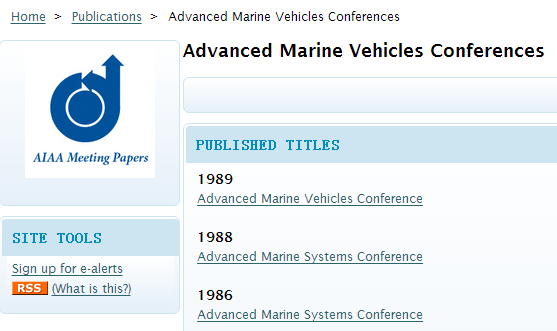 Home > Publications > Advanced Marine Vehicles Conferences
Advanced Marine Vehicles Conferences
AIAA Meeting Papers
PUBLISHED TITLES
1989
Advanced Marine Vehicles Conference
1988
Advanced Marine Systems Conference
1986
Advanced Marine Systems Conference
SITE TOOLS
Sign up for e-alerts
RSS (What is this?)